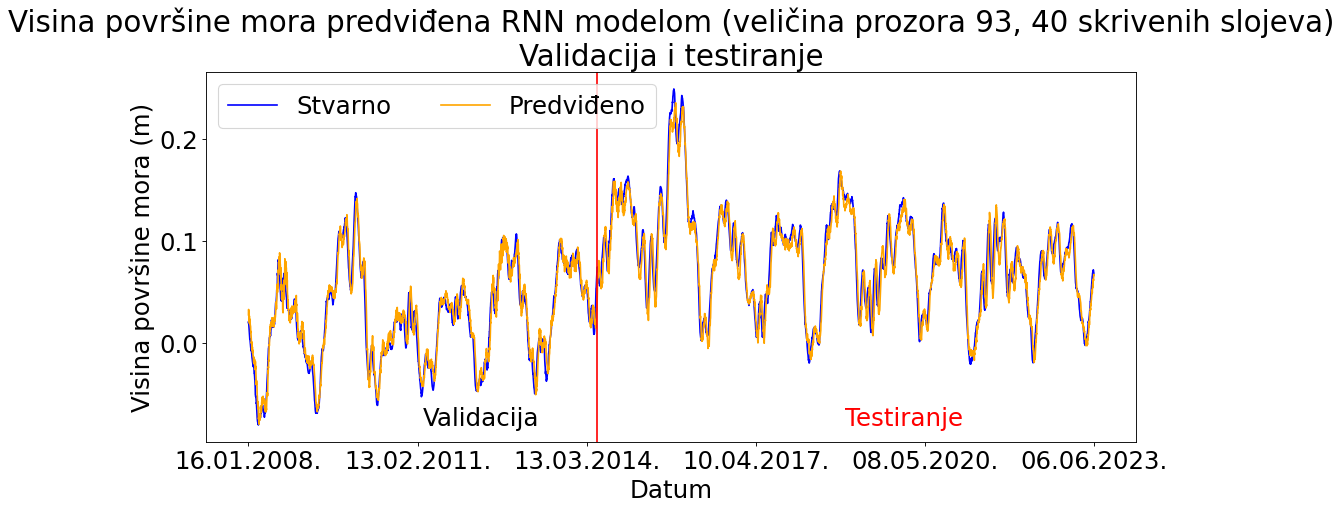 Visina površine mora predviđena RNN modelom (veličina prozora 93, 40 skrivenih slojeva)
Validacija i testiranje
Stvarno
Predviđeno
Visina površine mora (m)
0.2
0.1
0.0
Validacija
Testiranje
16.01.2008.
13.02.2011.
13.03.2014.
10.04.2017.
08.05.2020.
06.06.2023.
Datum